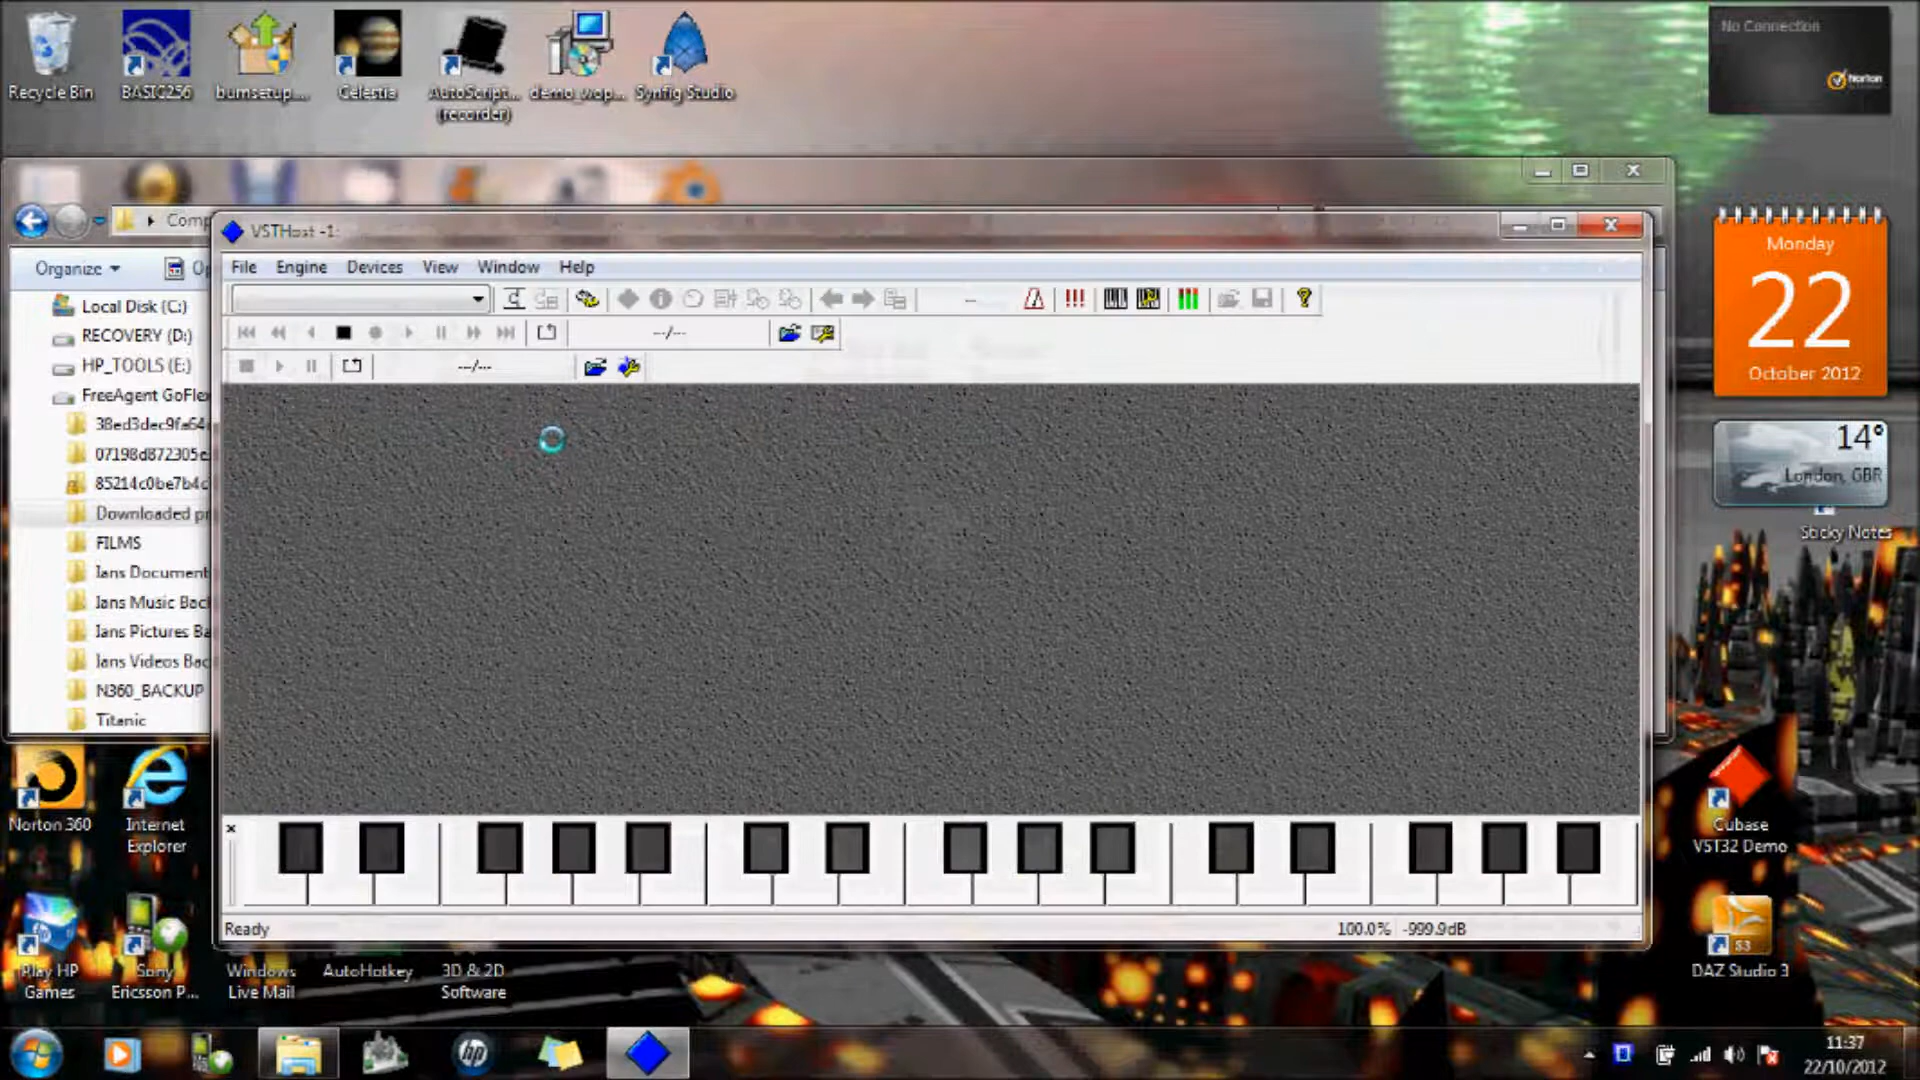 Recycle Bin
BASIC256
bumsetup....
Celestia
AutoScript...
(recorder)
Synfig Studio
No Connection
Norton
Comp
Organize
Op
Local Disk (C:)
RECOVERY (D:)
HP_TOOLS (E:)
FreeAgent GoFlex
38ed3dec9fa64
07198d872305e
85214c0be7b4c
Downloaded pr
FILMS
Ians Document
Ians Music Bac
Ians Pictures Ba
Ians Videos Bac
N360_BACKUP
Titanic
VSTHost -1:
File Engine Devices View Window Help
--
---/---
---/---
Ready
100.0% -999.9dB
Monday
22
October 2012
14°
London, GBR
Sticky Notes
Norton 360
Internet
Explorer
Cubase
VST32 Demo
Play HP
Games
Sony
Ericsson P...
Windows
Live Mail
AutoHotkey
3D & 2D
Software
S3
DAZ Studio 3
hp
11:37
22/10/2012